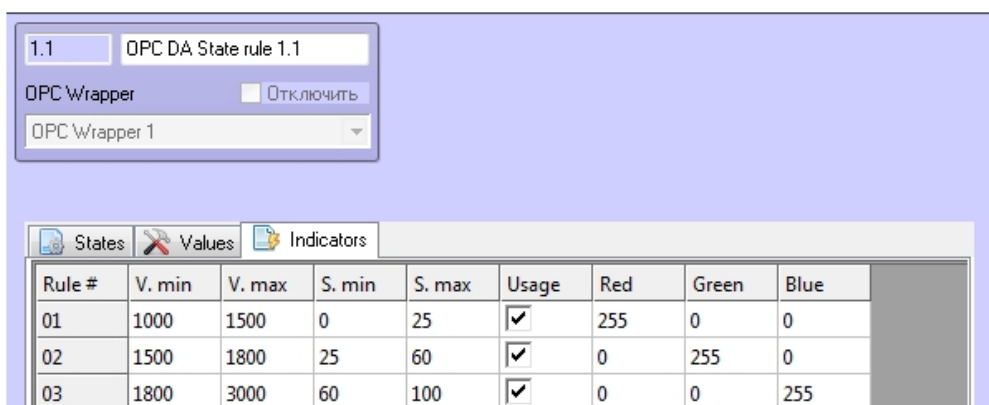 1.1 OPC DA State rule 1.1
OPC Wrapper Отключить
OPC Wrapper 1
States Values Indicators
Rule # V. min V. max S. min S. max Usage Red Green Blue
01 1000 1500 0 25 255 0 0
02 1500 1800 25 60 0 255 0
03 1800 3000 60 100 0 0 255